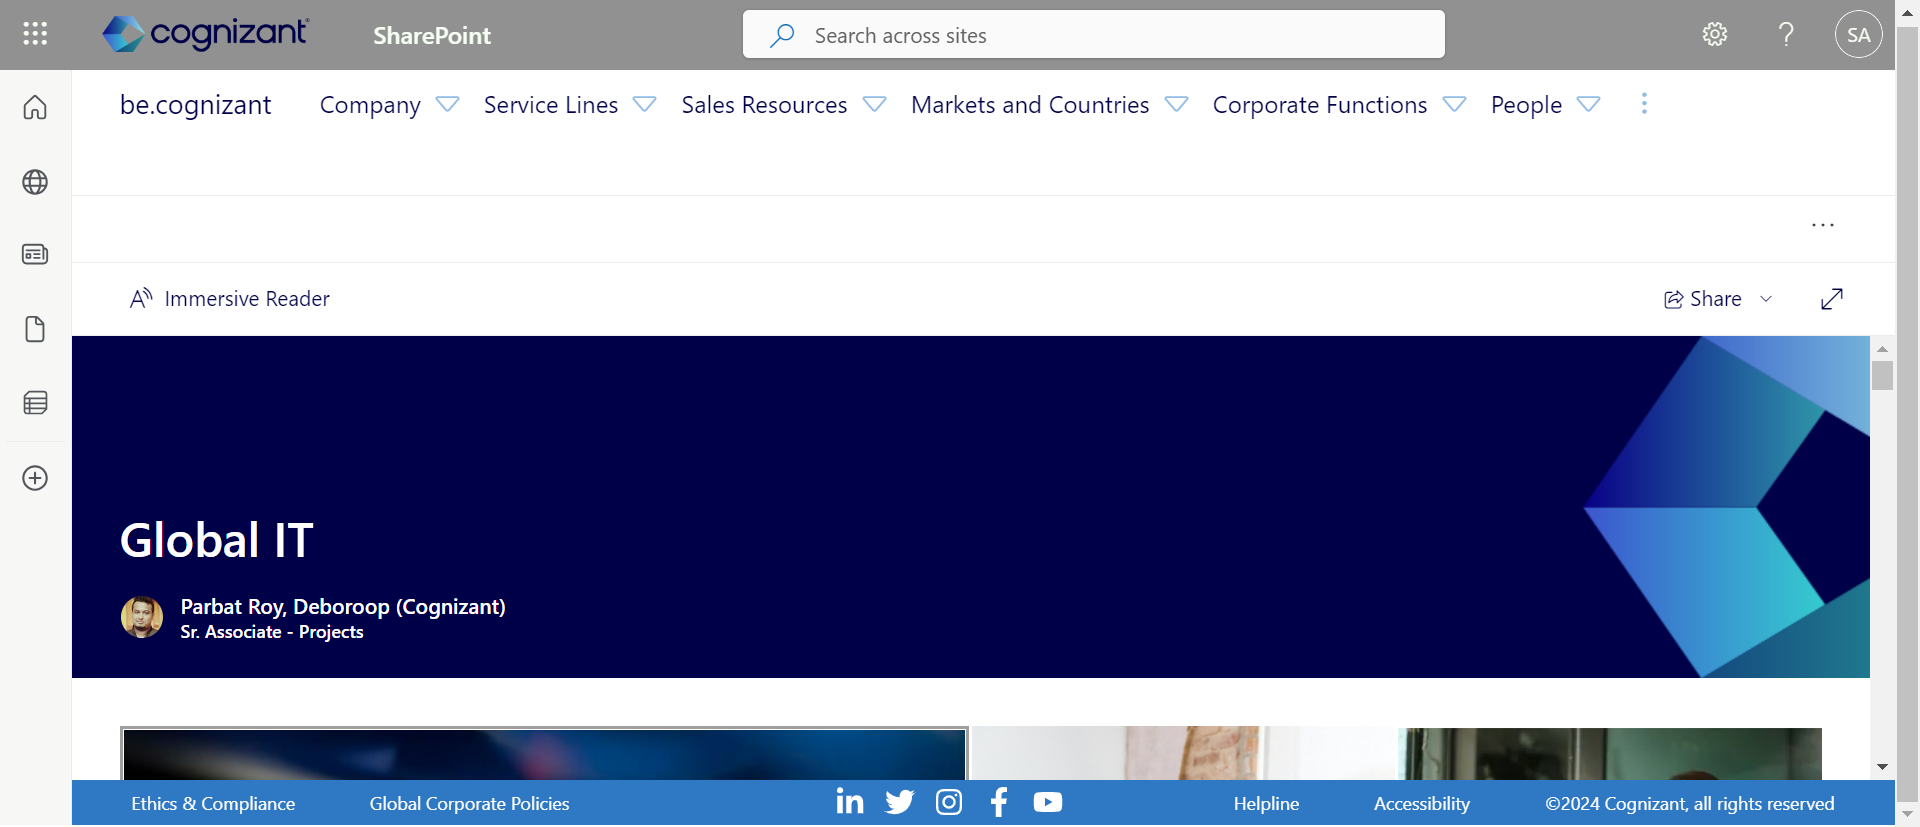 cognizant
SharePoint
Search across sites
SA
be.cognizant
Company
Service Lines
Sales Resources
Markets and Countries
Corporate Functions
People
Immersive Reader
Share
Global IT
Parbat Roy, Deboroop (Cognizant)
Sr. Associate - Projects
Ethics & Compliance
Global Corporate Policies
Helpline
Accessibility
©2024 Cognizant, all rights reserved